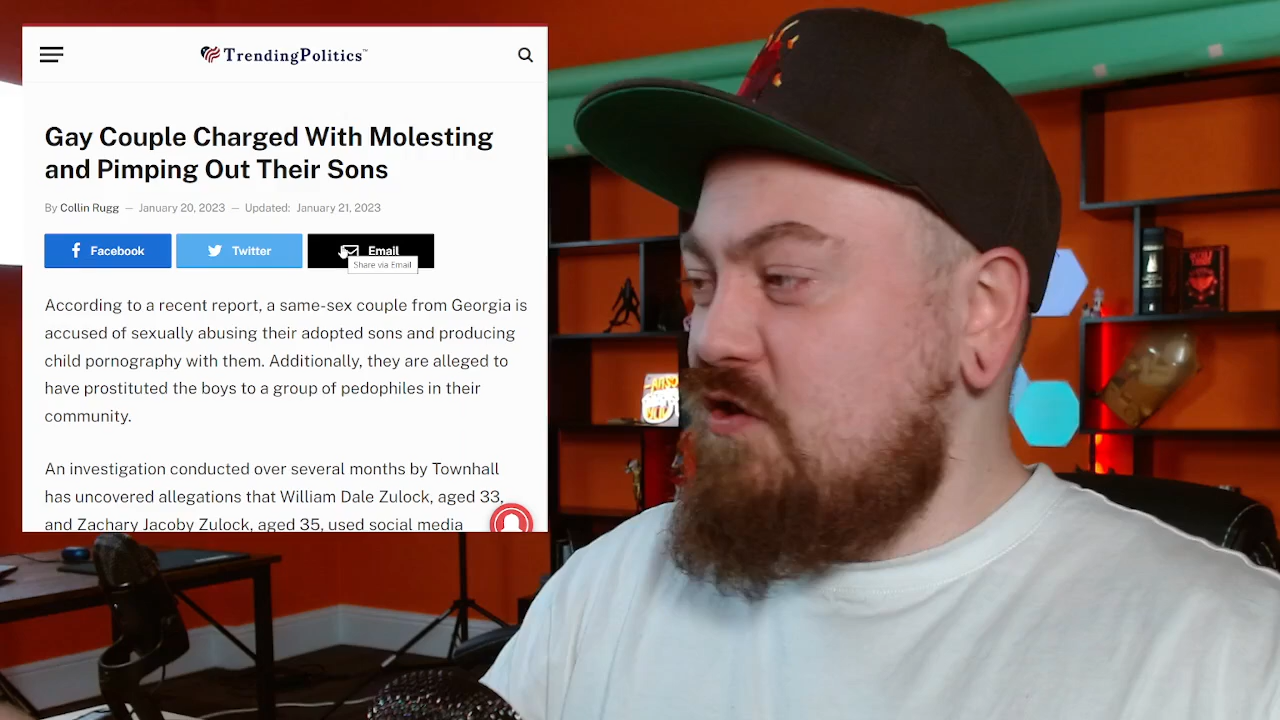 TrendingPolitics™
Gay Couple Charged With Molesting
and Pimping Out Their Sons
By Collin Rugg — January 20, 2023 — Updated: January 21, 2023
Facebook
Twitter
Email
Share via Email
According to a recent report, a same-sex couple from Georgia is
accused of sexually abusing their adopted sons and producing
child pornography with them. Additionally, they are alleged to
have prostituted the boys to a group of pedophiles in their
community.
An investigation conducted over several months by Townhall
has uncovered allegations that William Dale Zulock, aged 33,
and Zachary Jacoby Zulock, aged 35, used social media